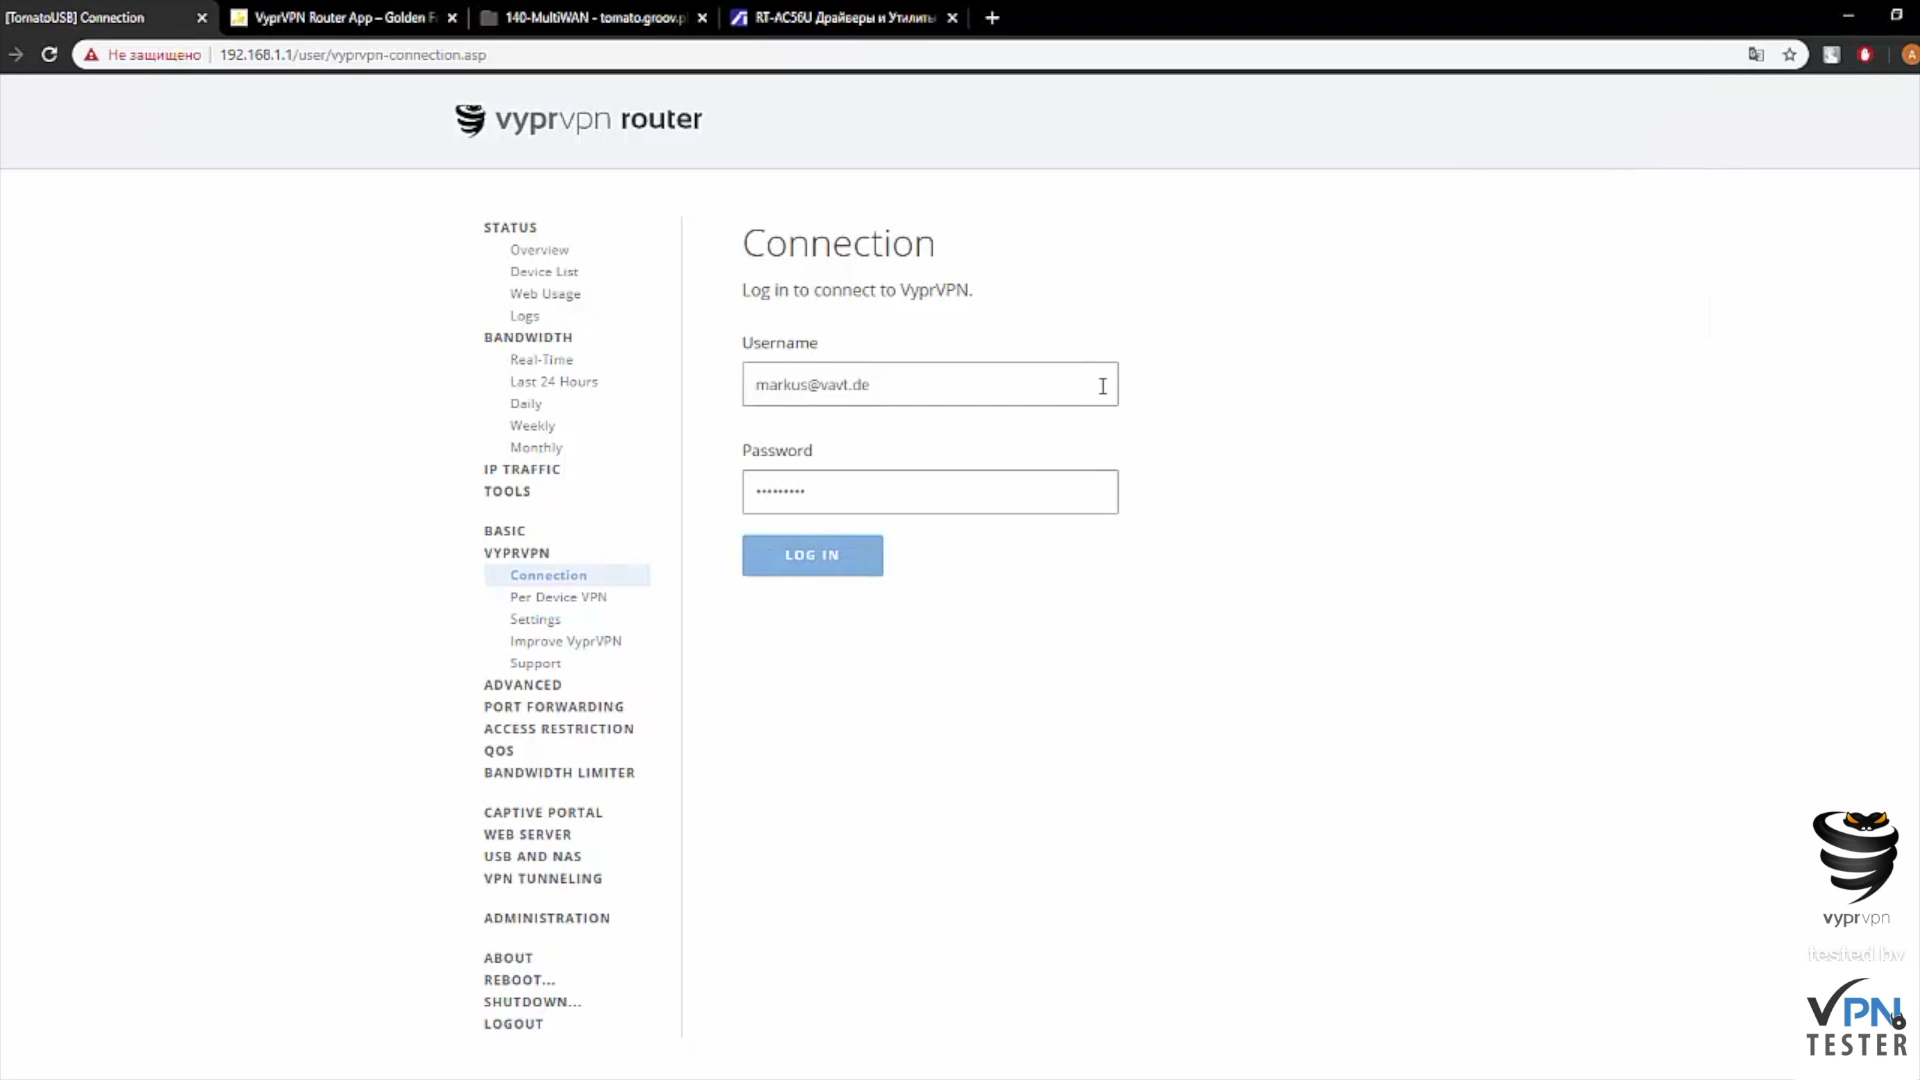 [TomatoUSB] Connection
VyprVPN Router App – Golden F
140-MultiWAN - tomato.groov.p
RT-AC56U Драйверы и Утилиты
Не защищено
192.168.1.1/user/vyprvpn-connection.asp
A
vyprvpn router
STATUS
Overview
Device List
Web Usage
Logs
BANDWIDTH
Real-Time
Last 24 Hours
Daily
Weekly
Monthly
IP TRAFFIC
TOOLS
BASIC
VYPRVPN
Connection
Per Device VPN
Settings
Improve VyprVPN
Support
ADVANCED
PORT FORWARDING
ACCESS RESTRICTION
QOS
BANDWIDTH LIMITER
CAPTIVE PORTAL
WEB SERVER
USB AND NAS
VPN TUNNELING
ADMINISTRATION
ABOUT
REBOOT...
SHUTDOWN...
LOGOUT
Connection
Log in to connect to VyprVPN.
Username
markus@vavt.de
Password
•••••••••
LOG IN
vyprvpn
tested by
VPN
TESTER